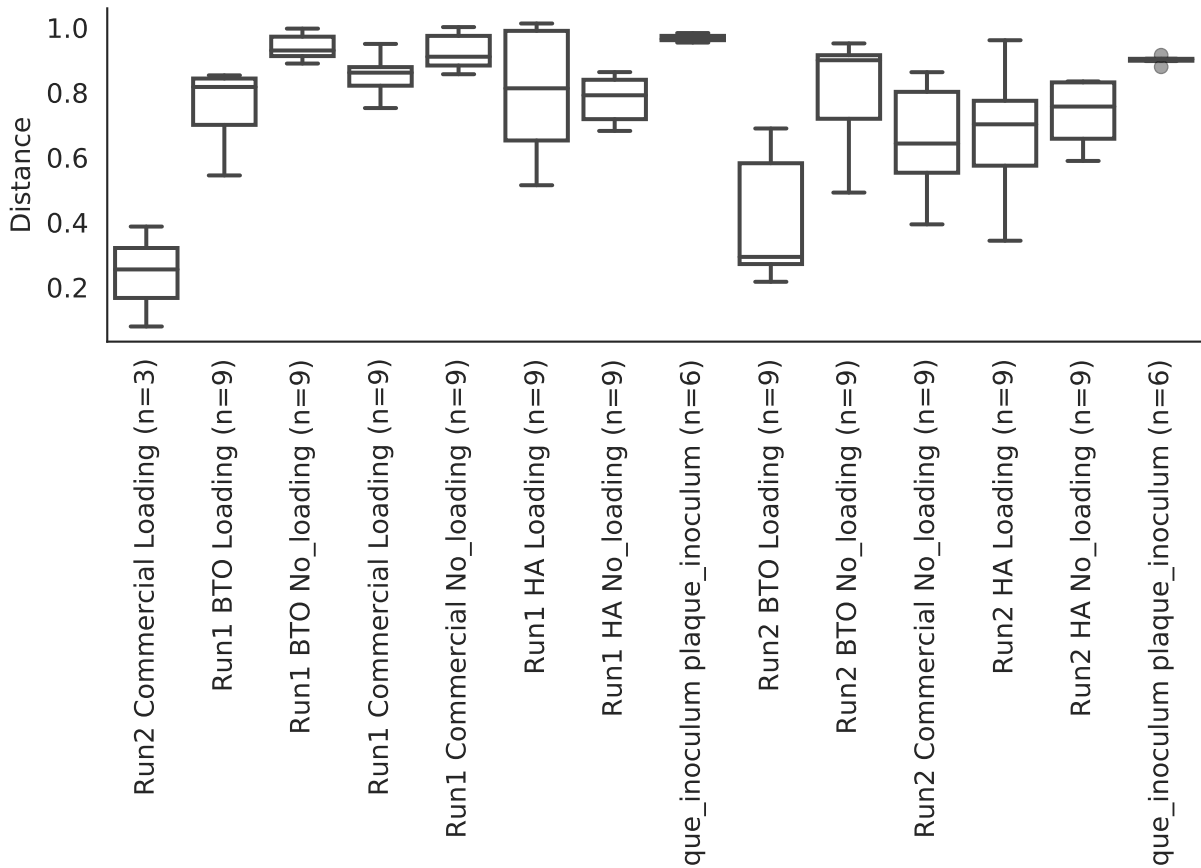 Distance
1.0
0.8
0.6
0.4
0.2
Run2 Commercial Loading (n=3)
Run1 BTO Loading (n=9)
Run1 BTO No_loading (n=9)
Run1 Commercial Loading (n=9)
Run1 Commercial No_loading (n=9)
Run1 HA Loading (n=9)
Run1 HA No_loading (n=9)
que_inoculum plaque_inoculum (n=6)
Run2 BTO Loading (n=9)
Run2 BTO No_loading (n=9)
Run2 Commercial No_loading (n=9)
Run2 HA Loading (n=9)
Run2 HA No_loading (n=9)
que_inoculum plaque_inoculum (n=6)